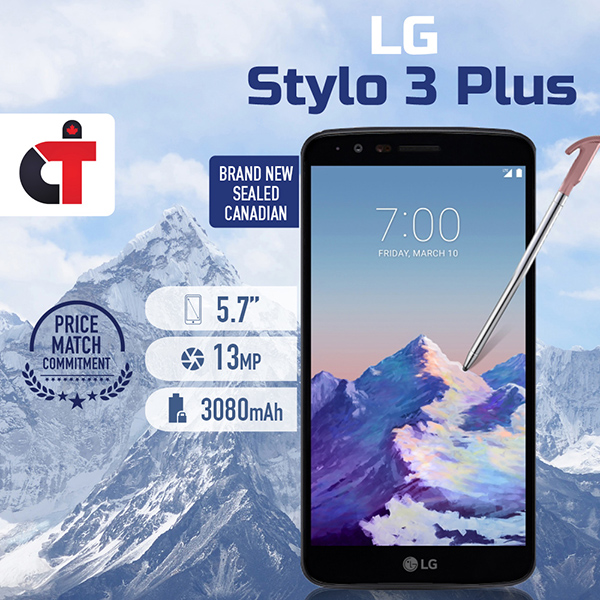 LG
Stylo 3 Plus
CT
BRAND NEW
SEALED
CANADIAN
7:00
FRIDAY, MARCH 10
5.7”
PRICE
MATCH
COMMITMENT
13MP
3080mAh
LG